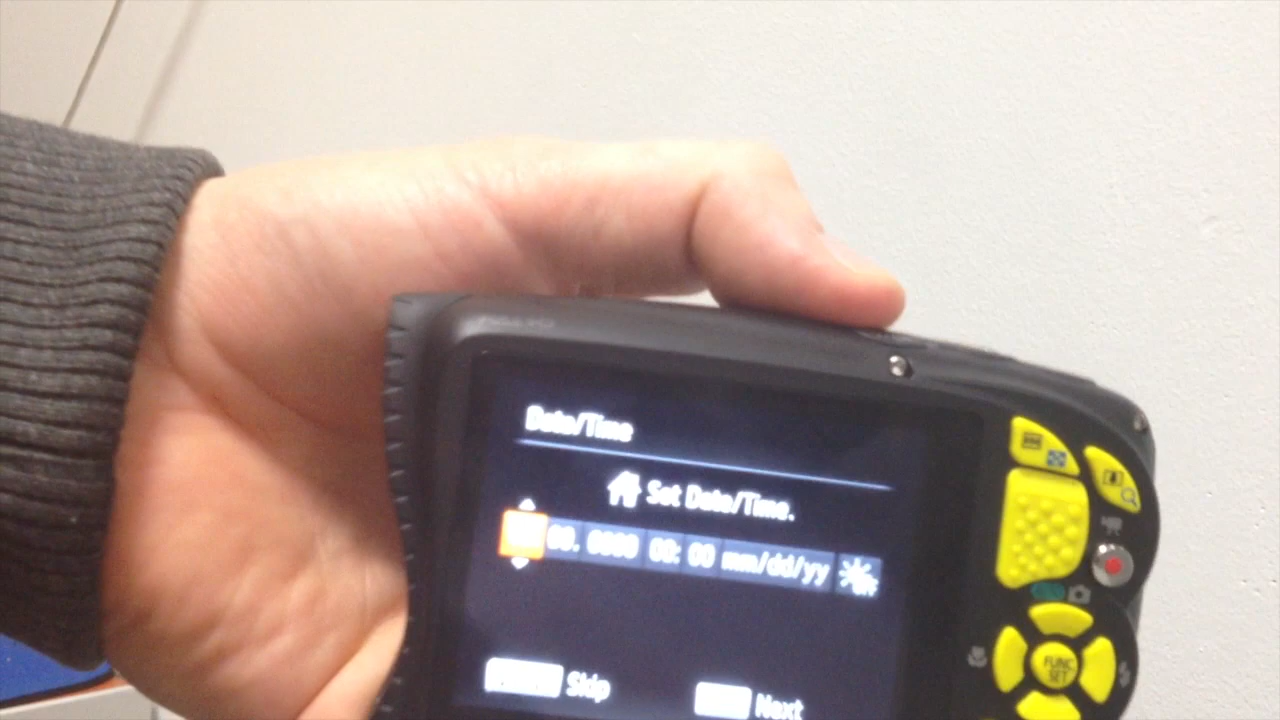 Date/Time
Set Date/Time.
00. 0000 00: 00 mm/dd/yy
Skip
Next
FUNC
SET